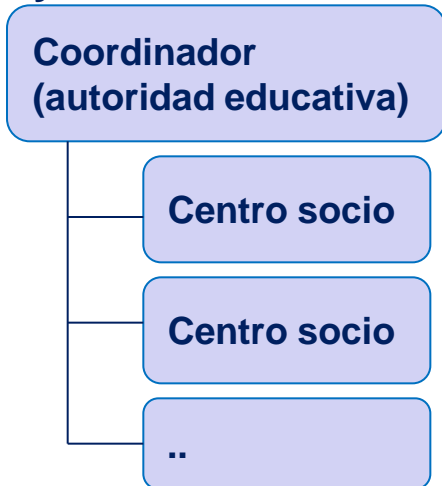 Coordinador
(autoridad educativa)
Centro socio
Centro socio
..